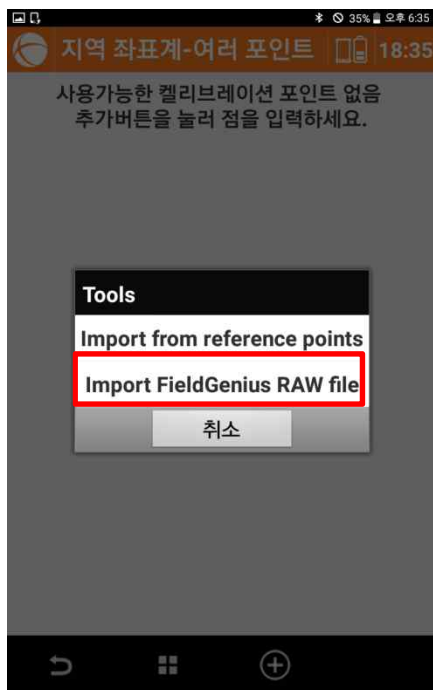 35% 오후 6:35
지역 좌표계-여러 포인트 18:35
사용가능한 켈리브레이션 포인트 없음
추가버튼을 눌러 점을 입력하세요.
Tools
Import from reference points
Import FieldGenius RAW file
취소